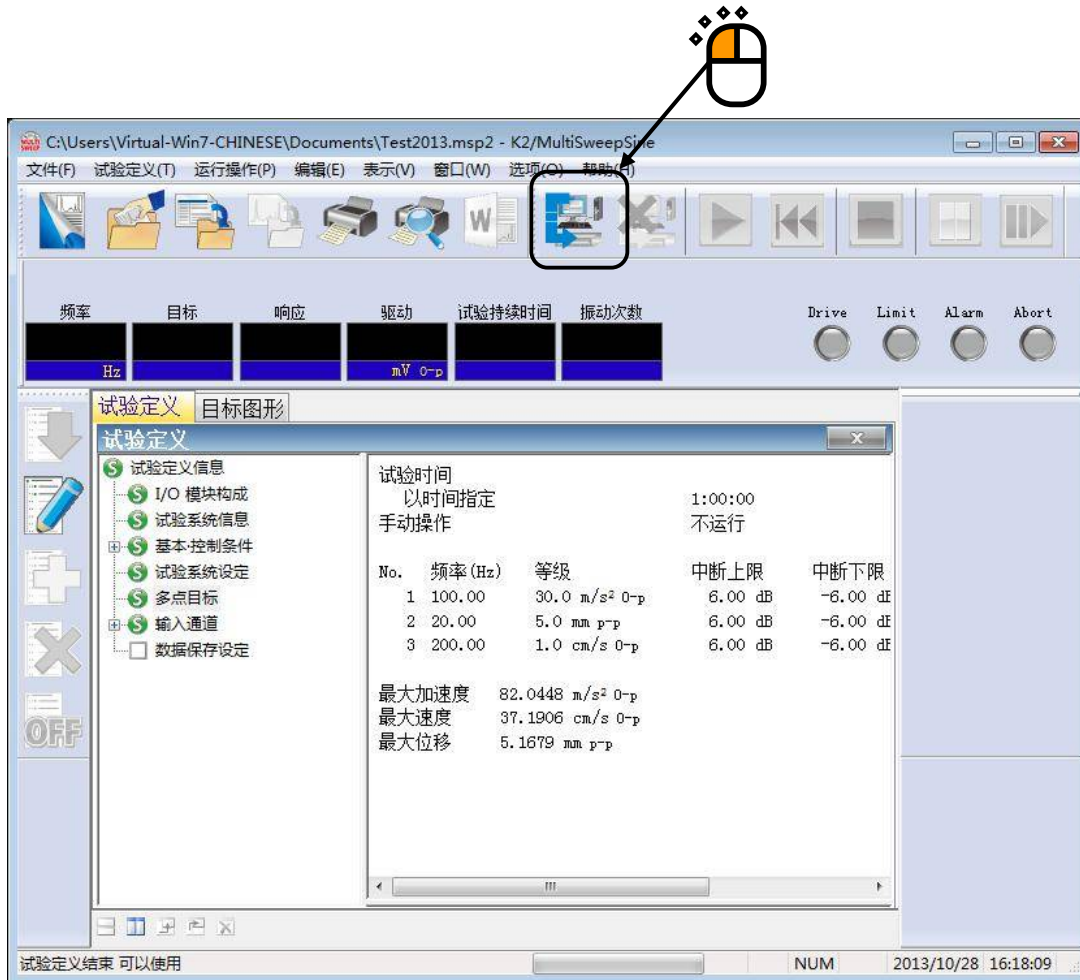 C:\Users\Virtual-Win7-CHINESE\Documents\Test2013.msp2 - K2/MultiSweepSine
文件(F) 试验定义(T) 运行操作(P) 编辑(E) 表示(V) 窗口(W) 选项(O) 帮助(H)
W
频率 目标 响应 驱动 试验持续时间 振动次数 Drive Limit Alarm Abort
Hz mV 0-p
试验定义 目标图形
试验定义
试验定义信息
I/O 模块构成
试验系统信息
基本·控制条件
试验系统设定
多点目标
输入通道
数据保存设定
OFF
试验时间
以时间指定 1:00:00
手动操作 不运行
No. 频率(Hz) 等级 中断上限 中断下限
1 100.00 30.0 m/s² 0-p 6.00 dB -6.00 dB
2 20.00 5.0 mm p-p 6.00 dB -6.00 dB
3 200.00 1.0 cm/s 0-p 6.00 dB -6.00 dB
最大加速度 82.0448 m/s² 0-p
最大速度 37.1906 cm/s 0-p
最大位移 5.1679 mm p-p
试验定义结束 可以使用 NUM 2013/10/28 16:18:09